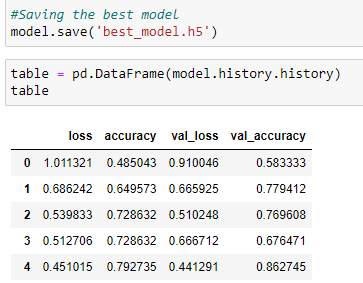 #Saving the best model
model.save('best_model.h5')
table = pd.DataFrame(model.history.history)
table
loss accuracy val_loss val_accuracy
0 1.011321 0.485043 0.910046 0.583333
1 0.686242 0.649573 0.665925 0.779412
2 0.539833 0.728632 0.510248 0.769608
3 0.512706 0.728632 0.666712 0.676471
4 0.451015 0.792735 0.441291 0.862745